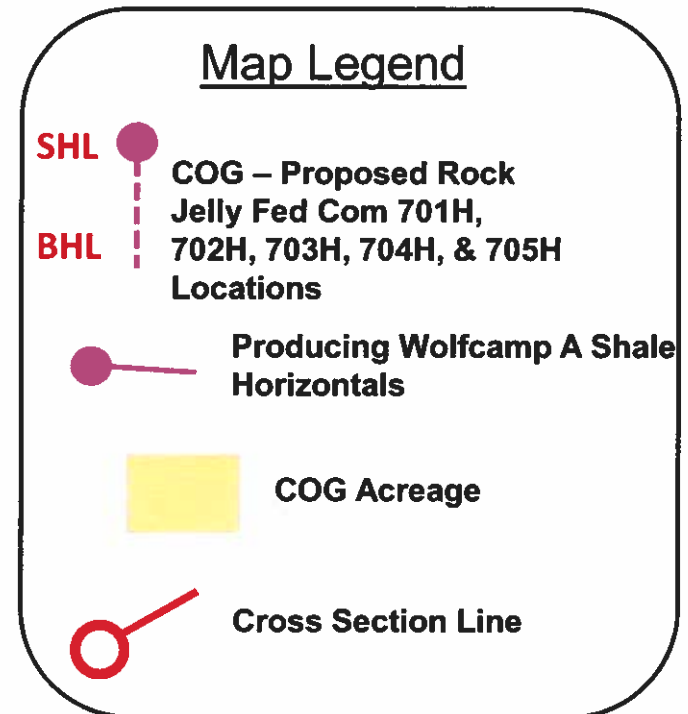 Map Legend
SHL
COG – Proposed Rock
Jelly Fed Com 701H,
BHL
702H, 703H, 704H, & 705H
Locations
Producing Wolfcamp A Shale
Horizontals
COG Acreage
Cross Section Line